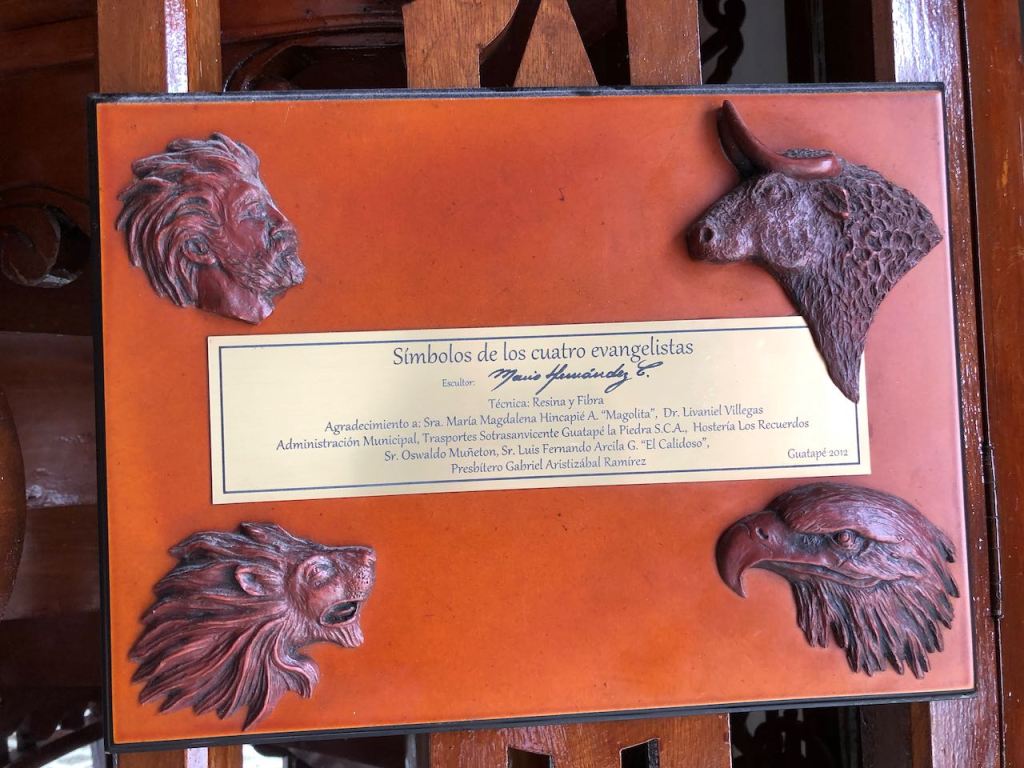 Símbolos de los cuatro evangelistas
Escultor: Mario Hernández C.
Técnica: Resina y Fibra
Agradecimiento a: Sra. María Magdalena Hincapié A. “Magolita”, Dr. Livaniel Villegas
Administración Municipal, Trasportes Sotrasanvicente Guatapé la Piedra S.C.A., Hostería Los Recuerdos
Sr. Oswaldo Muñeton, Sr. Luis Fernando Arcila G. “El Calidoso”,
Presbítero Gabriel Aristizábal Ramírez
Guatapé 2012